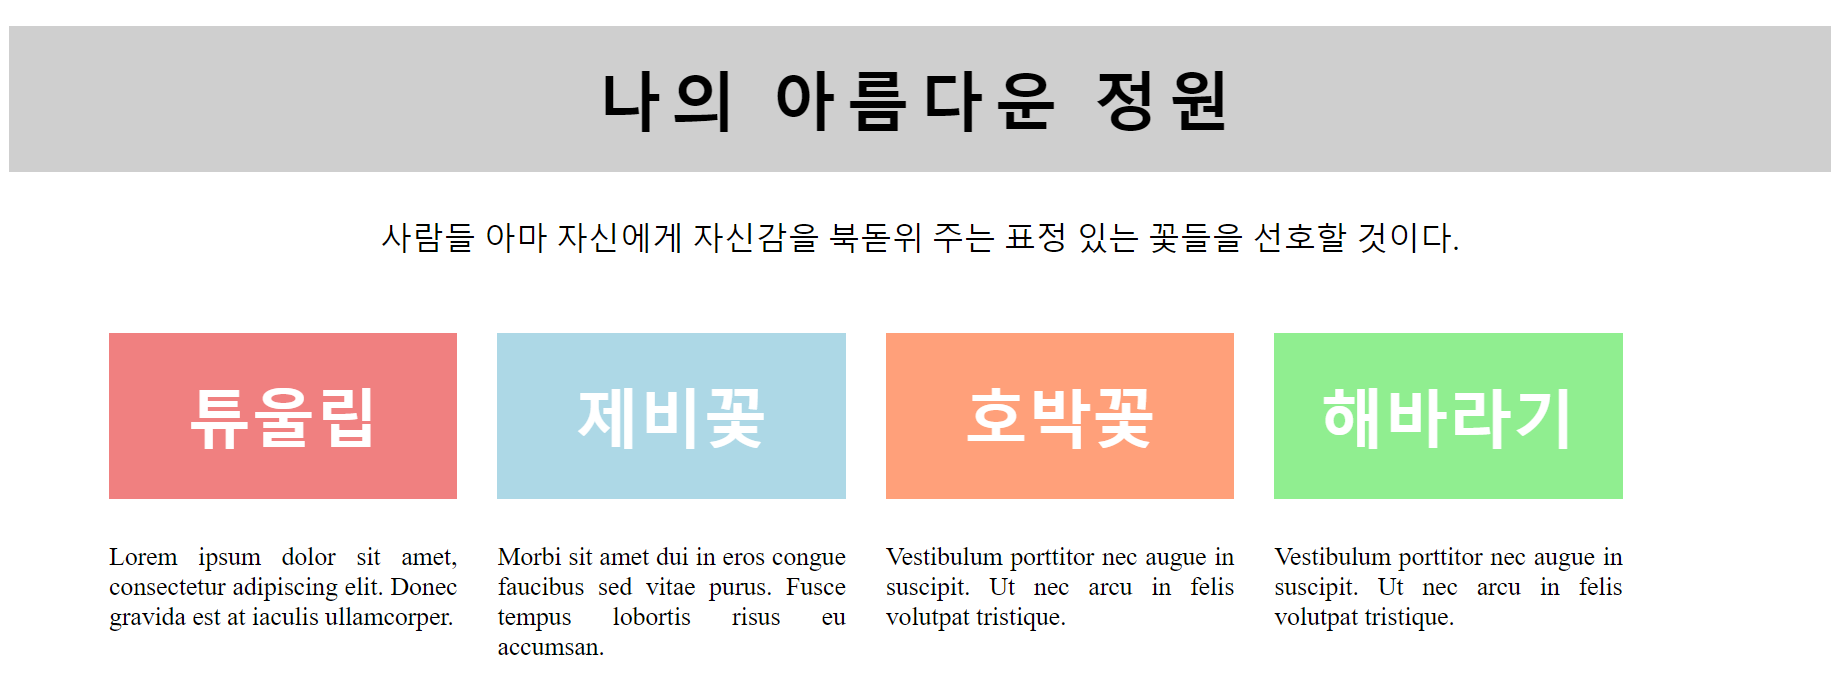 나의 아름다운 정원
사람들 아마 자신에게 자신감을 북돋워 주는 표정 있는 꽃들을 선호할 것이다.
튜울립
제비꽃
호박꽃
해바라기
Lorem ipsum dolor sit amet,
consectetur adipiscing elit. Donec
gravida est at iaculis ullamcorper.
Morbi sit amet dui in eros congue
faucibus sed vitae purus. Fusce
tempus lobortis risus eu
accumsan.
Vestibulum porttitor nec augue in
suscipit. Ut nec arcu in felis
volutpat tristique.
Vestibulum porttitor nec augue in
suscipit. Ut nec arcu in felis
volutpat tristique.